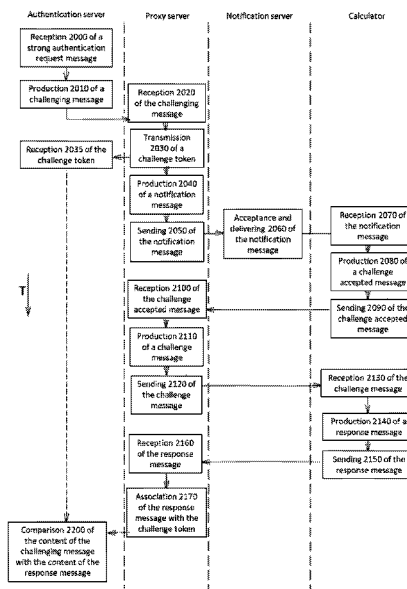 Authentication server
Proxy server
Notification server
Calculator
Reception 2000 of a
strong authentication
request message
Production 2010 of a
challenging message
Reception 2020
of the challenging
message
Transmission
2030 of a
challenge token
Reception 2035 of the
challenge token
Production 2040
of a notification
message
Sending 2050
of the notification
message
Acceptance and
delivering 2060 of
the notification
message
Reception 2070 of
the notification
message
Production 2080 of
a challenge
accepted message
Sending 2090 of the
challenge accepted
message
Reception 2100 of
the challenge
accepted message
T
Production 2110
of a challenge
message
Sending 2120 of
the challenge
message
Reception 2130 of the
challenge message
Production 2140 of a
response message
Sending 2150 of the
response message
Reception 2160
of the response
message
Association 2170
of the response
message with the
challenge token
Comparison 2200 of
the content of the
challenging message
with the content of the
response message